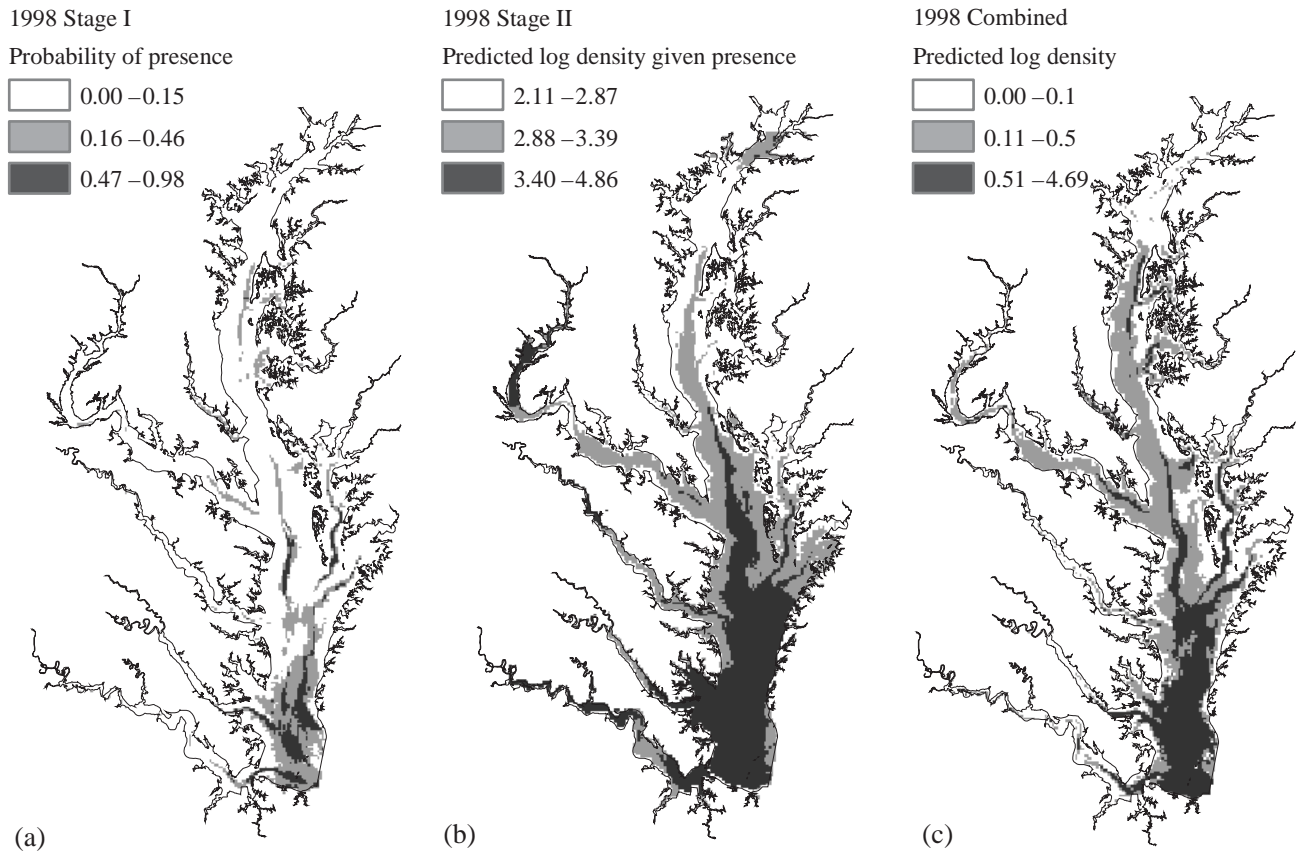 1998 Stage I
Probability of presence
0.00 –0.15
0.16 –0.46
0.47 –0.98
(a)
1998 Stage II
Predicted log density given presence
2.11 –2.87
2.88 –3.39
3.40 –4.86
(b)
1998 Combined
Predicted log density
0.00 –0.1
0.11 –0.5
0.51 –4.69
(c)